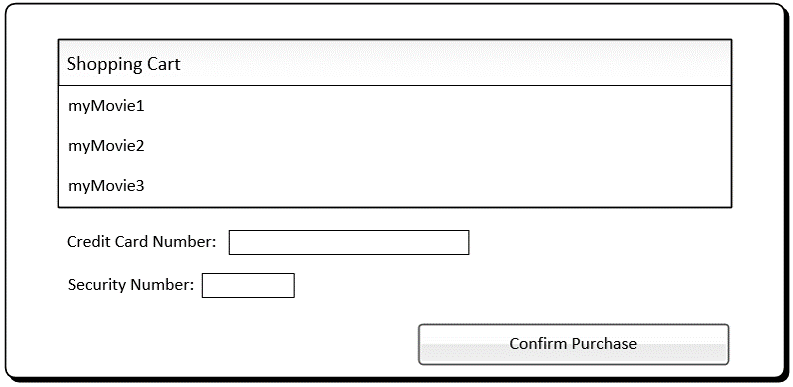 Shopping Cart
myMovie1
myMovie2
myMovie3
Credit Card Number:
Security Number:
Confirm Purchase